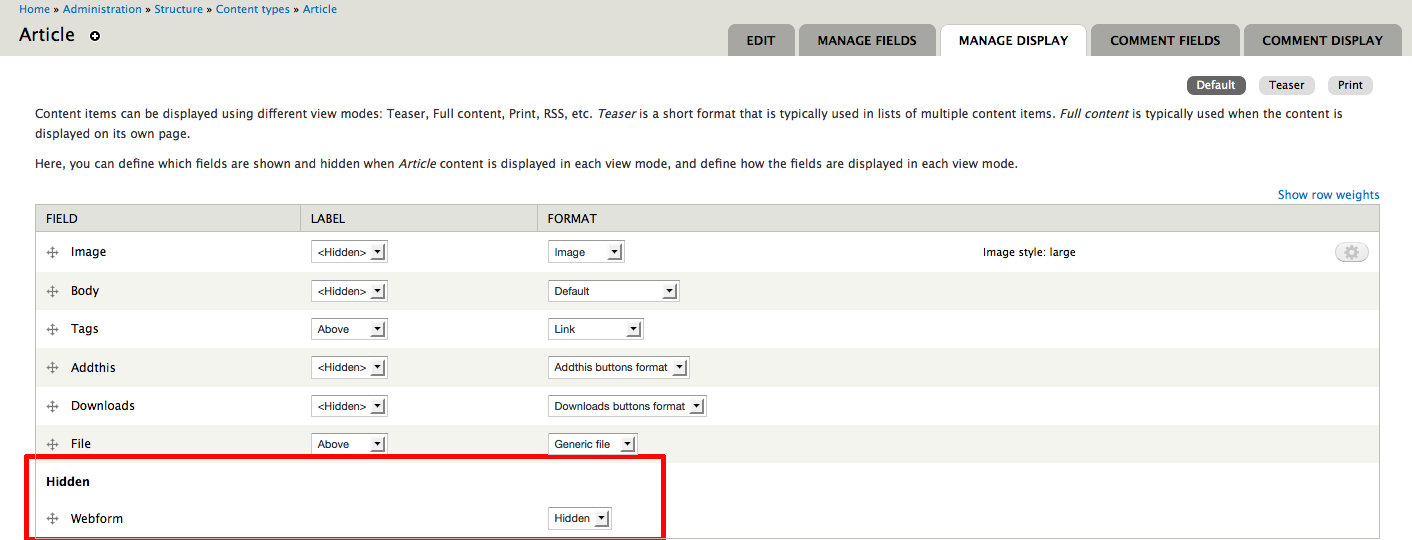 Home » Administration » Structure » Content types » Article
Article
EDIT MANAGE FIELDS MANAGE DISPLAY COMMENT FIELDS COMMENT DISPLAY
Default Teaser Print
Content items can be displayed using different view modes: Teaser, Full content, Print, RSS, etc. Teaser is a short format that is typically used in lists of multiple content items. Full content is typically used when the content is
displayed on its own page.
Here, you can define which fields are shown and hidden when Article content is displayed in each view mode, and define how the fields are displayed in each view mode.
Show row weights
FIELD LABEL FORMAT
Image <Hidden> Image Image style: large
Body <Hidden> Default
Tags Above Link
Addthis <Hidden> Addthis buttons format
Downloads <Hidden> Downloads buttons format
File Above Generic file
Hidden
Webform Hidden